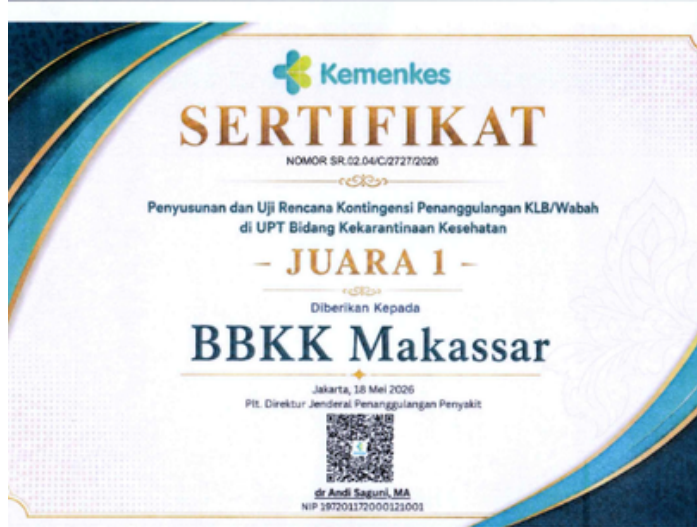 Kemenkes
SERTIFIKAT
NOMOR SR.02.04/C/2727/2026
Penyusunan dan Uji Rencana Kontingensi Penanggulangan KLB/Wabah
di UPT Bidang Kekarantinaan Kesehatan
– JUARA 1 –
Diberikan Kepada
BBKK Makassar
Jakarta, 18 Mei 2026
Plt. Direktur Jenderal Penanggulangan Penyakit
dr Andi Saguni, MA
NIP 197201172000121001